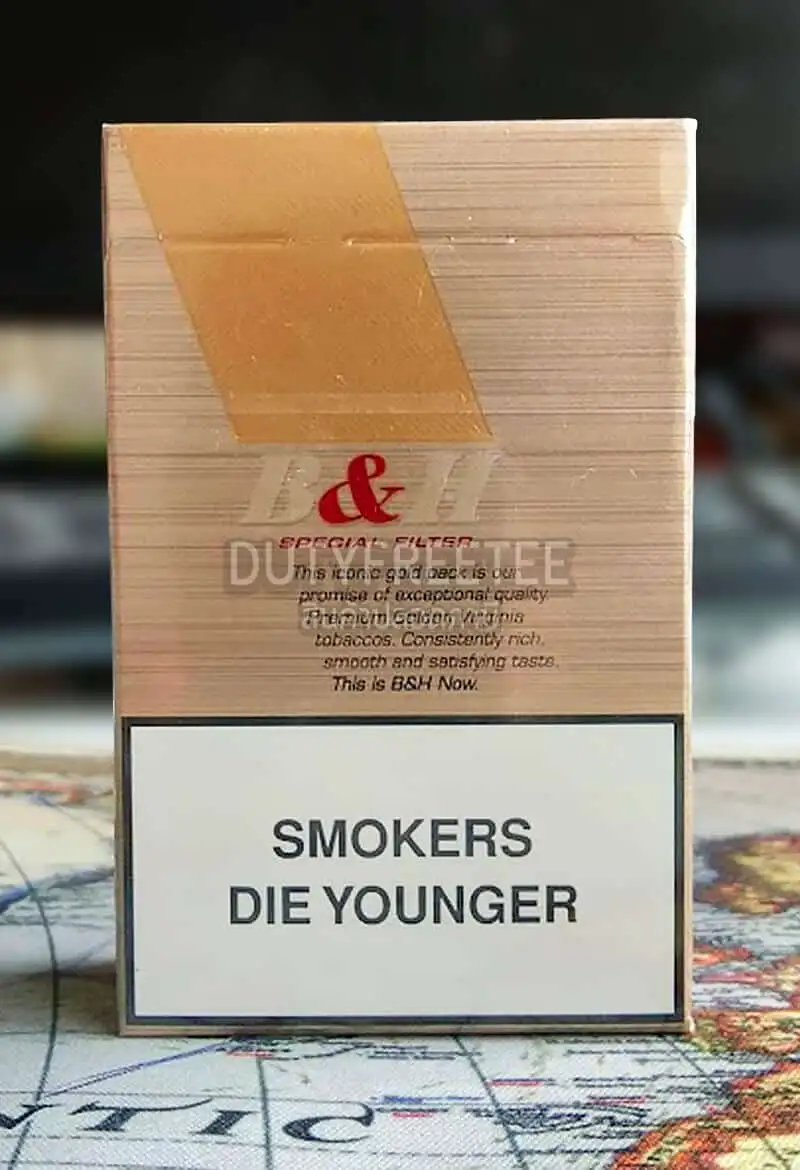 B&H
SPECIAL FILTER
DUTYFREETEE
This iconic gold pack is our
promise of exceptional quality.
Premium Golden Virginia
tobaccos. Consistently rich,
smooth and satisfying taste.
This is B&H Now.
SMOKERS
DIE YOUNGER
NTIC